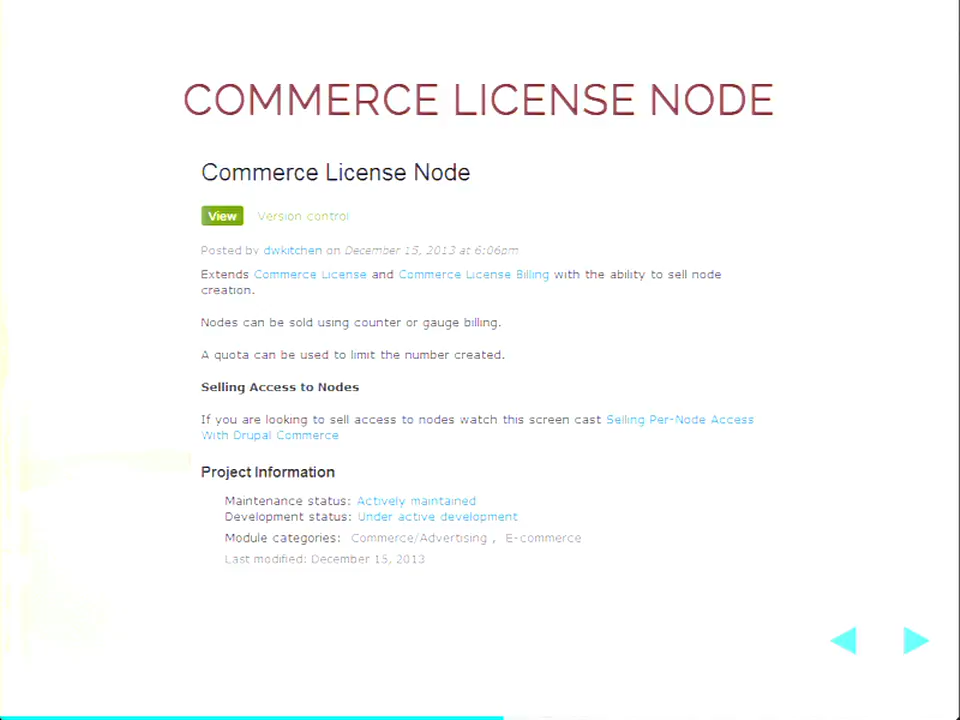 COMMERCE LICENSE NODE
Commerce License Node
View Version control
Posted by dwkitchen on December 15, 2013 at 6:06pm
Extends Commerce License and Commerce License Billing with the ability to sell node
creation.
Nodes can be sold using counter or gauge billing.
A quota can be used to limit the number created.
Selling Access to Nodes
If you are looking to sell access to nodes watch this screen cast Selling Per-Node Access
With Drupal Commerce
Project Information
Maintenance status: Actively maintained
Development status: Under active development
Module categories: Commerce/Advertising , E-commerce
Last modified: December 15, 2013